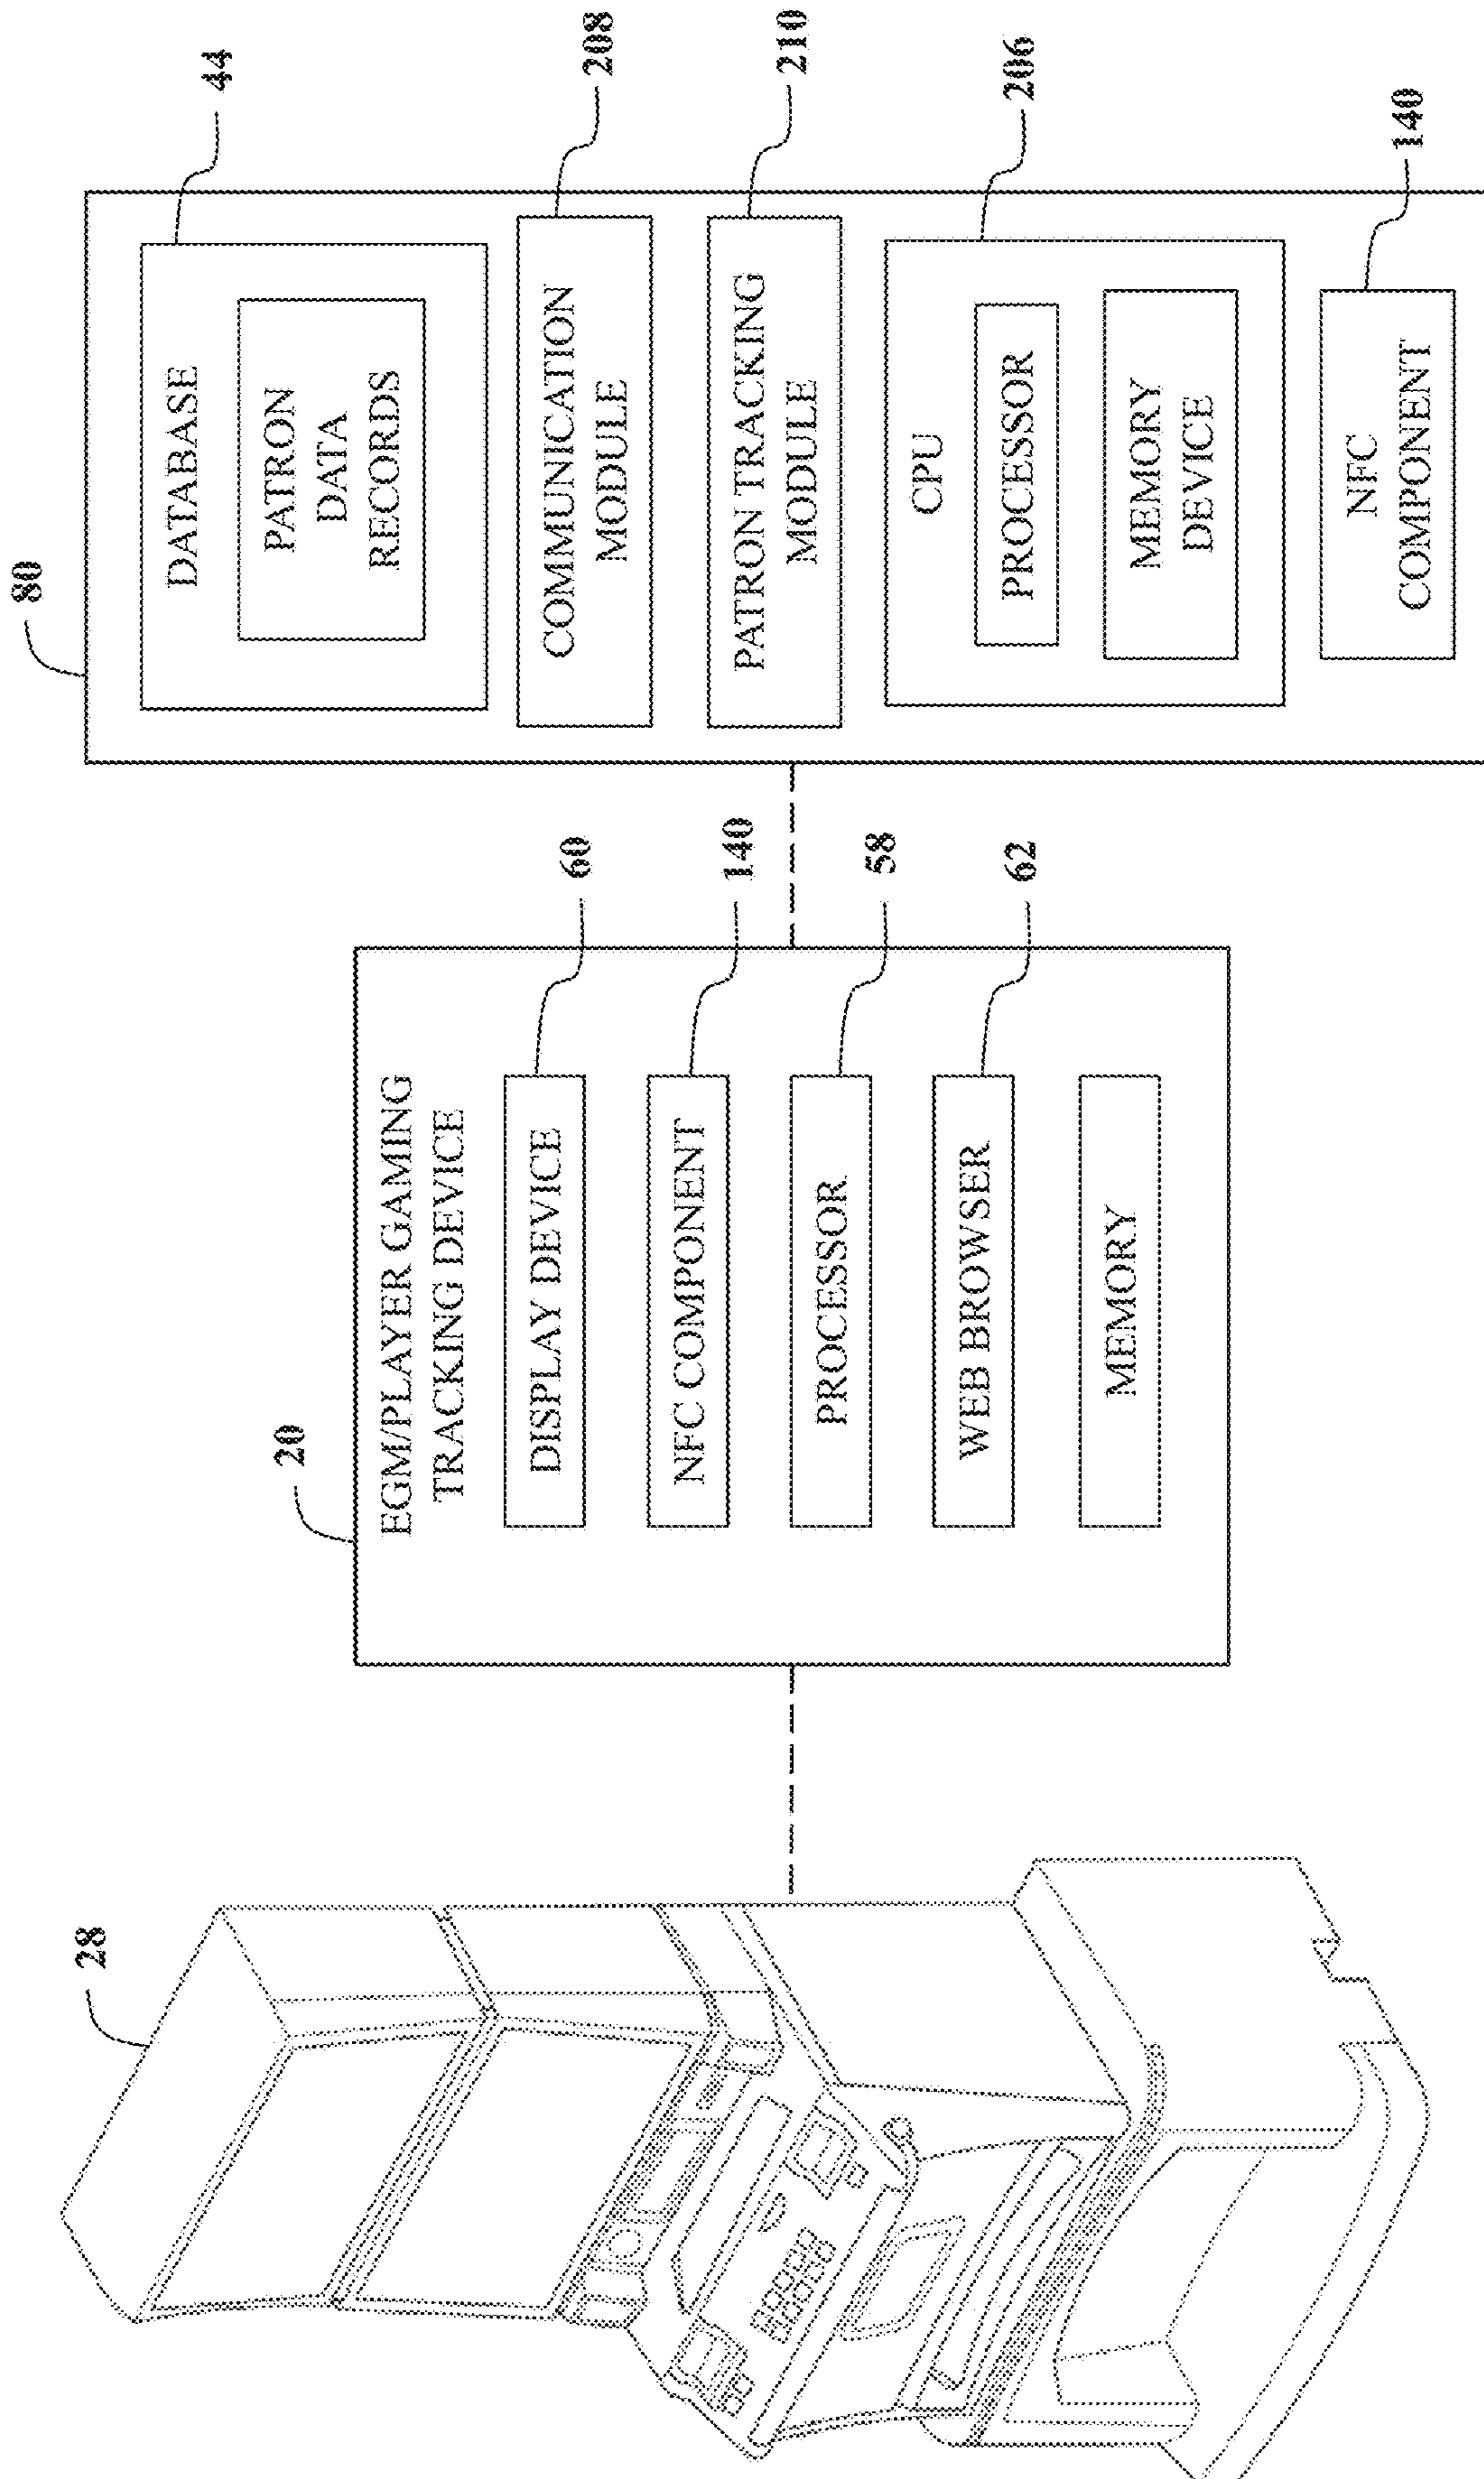 28
20
EGM/PLAYER GAMING
TRACKING DEVICE
DISPLAY DEVICE
60
NFC COMPONENT
140
PROCESSOR
58
WEB BROWSER
62
MEMORY
80
DATABASE
44
PATRON
DATA
RECORDS
COMMUNICATION
MODULE
208
PATRON TRACKING
MODULE
210
CPU
206
PROCESSOR
MEMORY
DEVICE
NFC
COMPONENT
140